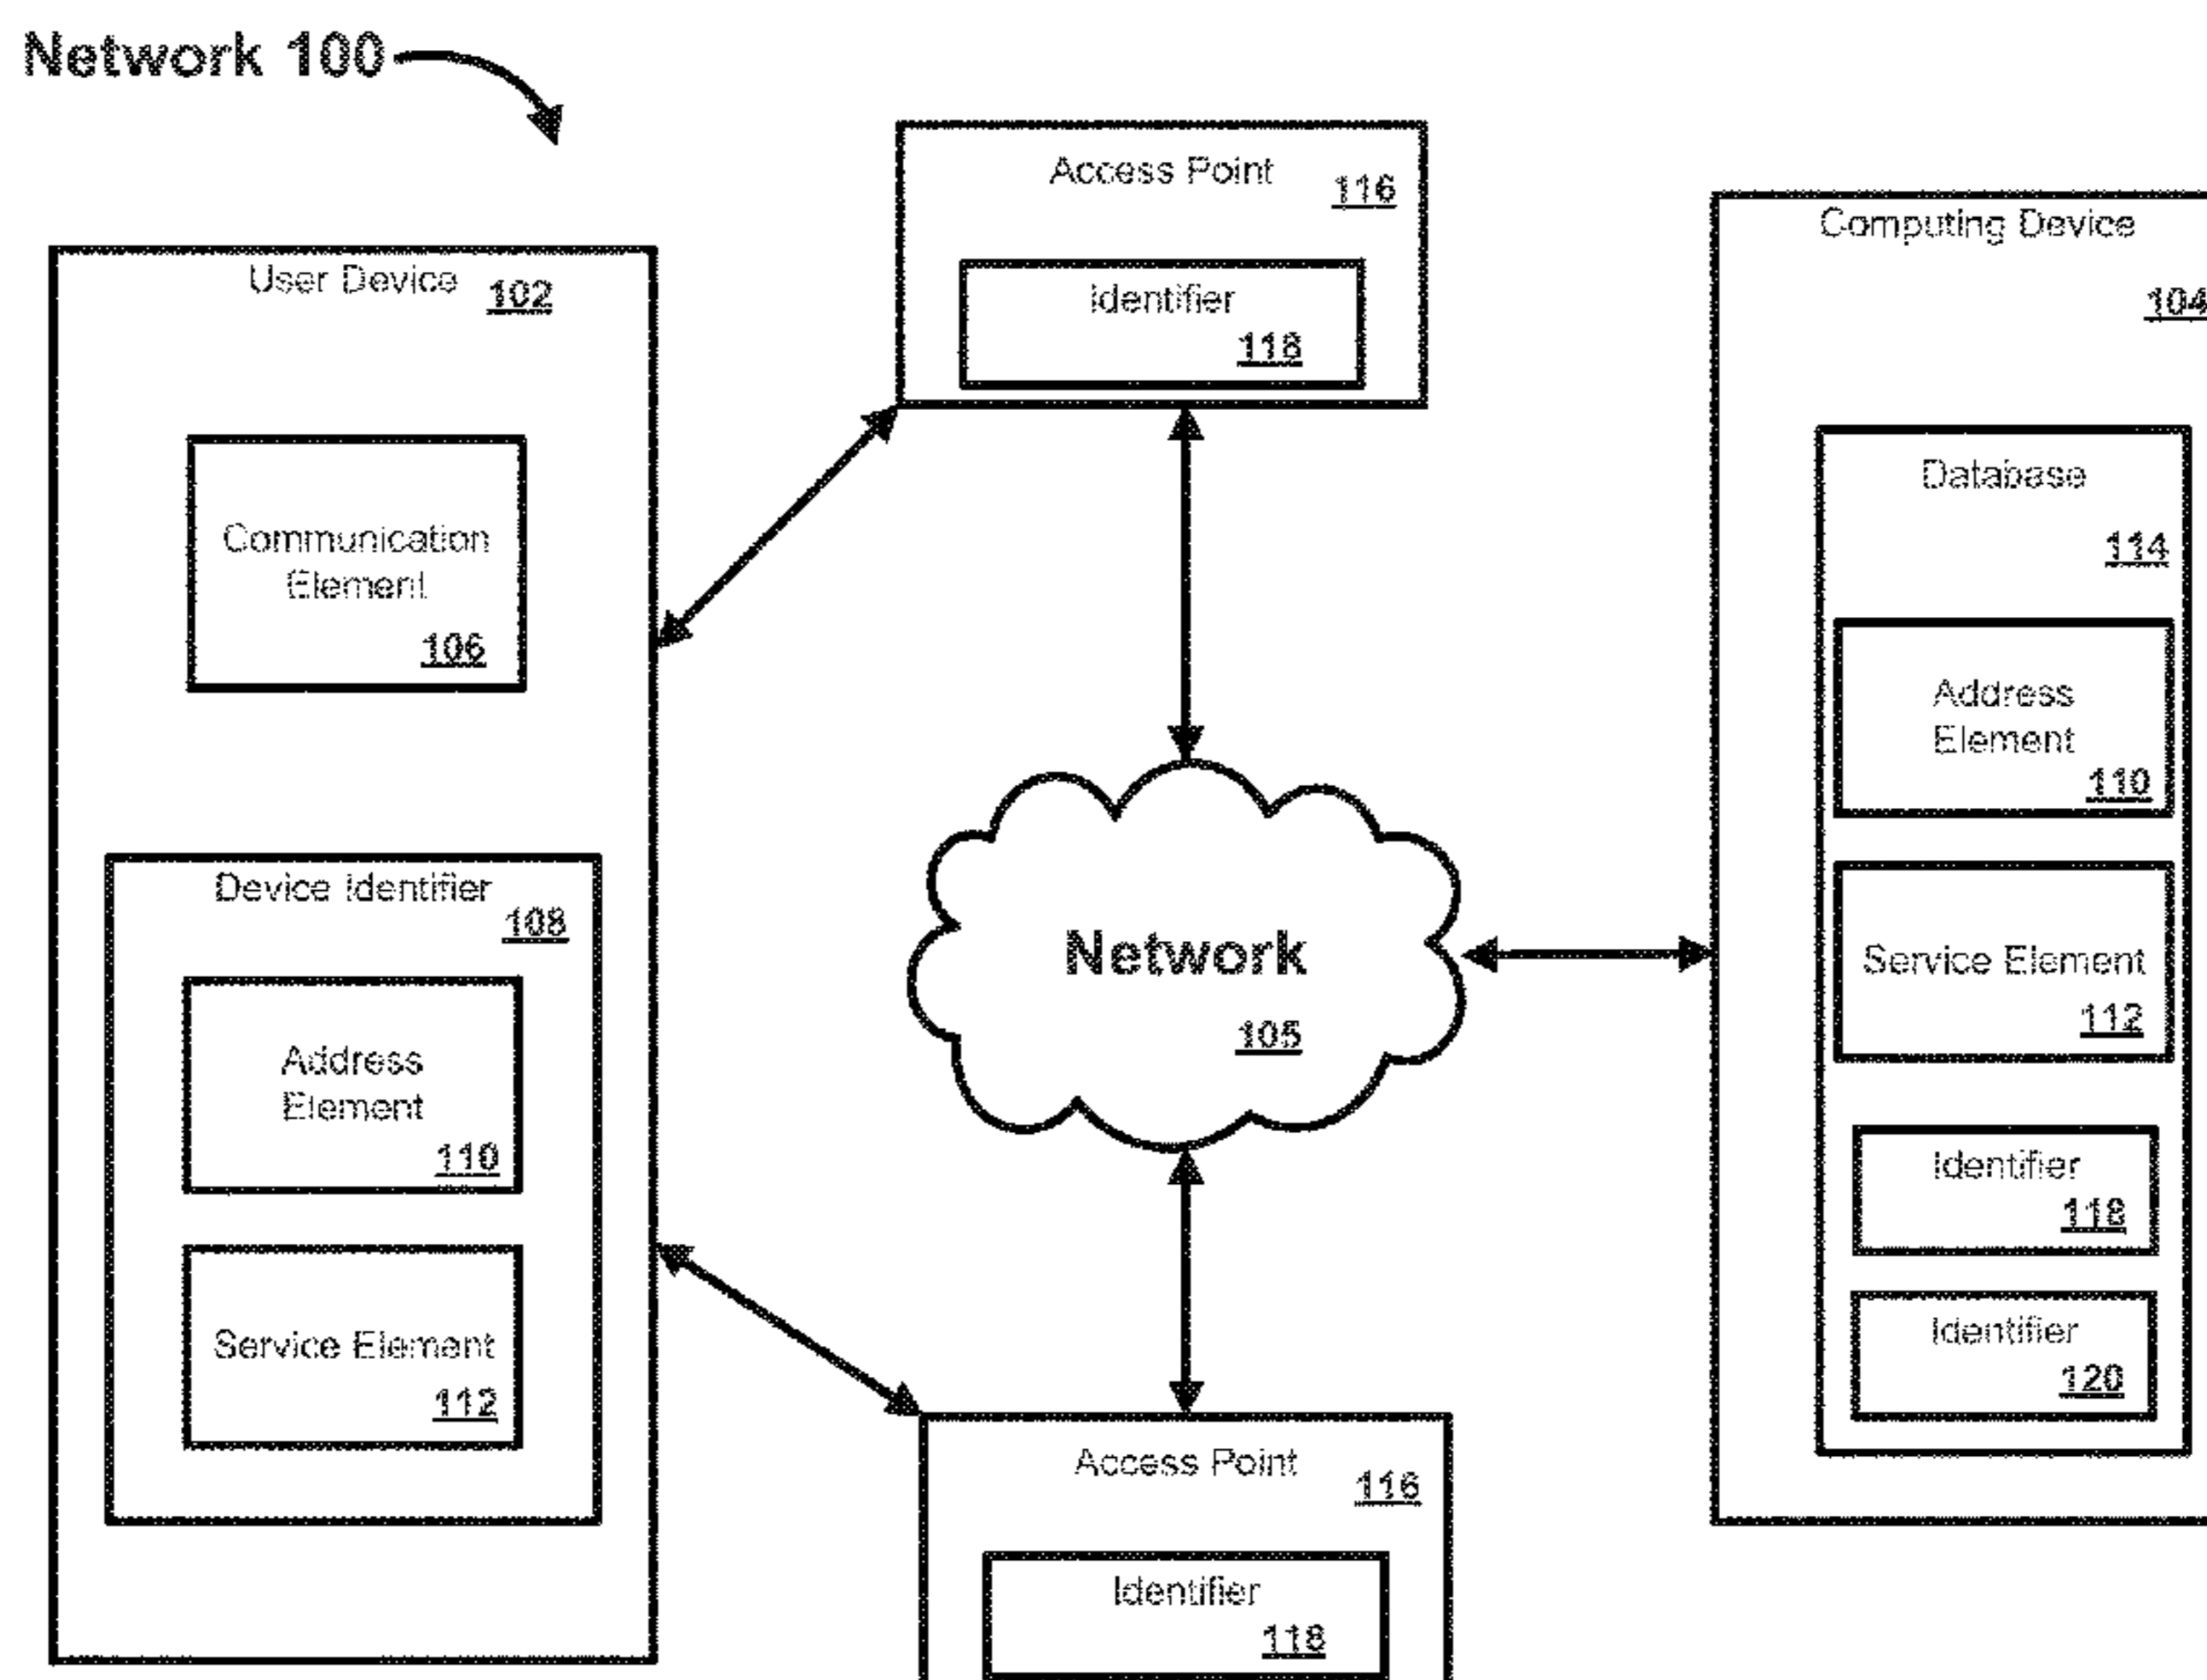 Network 100
Access Point
116
Identifier
118
User Device
102
Communication
Element
106
Device Identifier
108
Address
Element
110
Service Element
112
Network
105
Access Point
116
Identifier
118
Computing Device
104
Database
114
Address
Element
110
Service Element
112
Identifier
118
Identifier
120